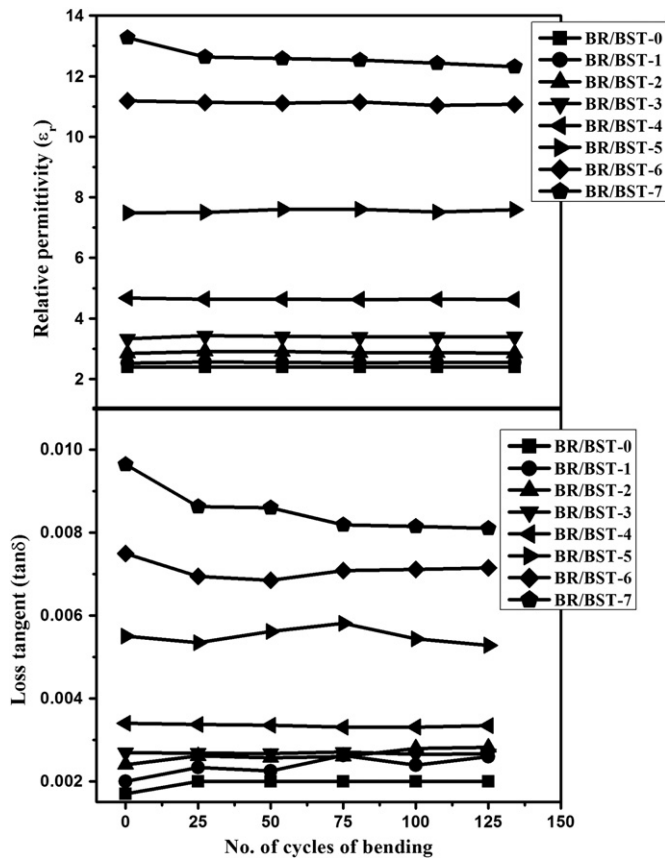 14
12
10
8
6
4
2
Relative permittivity (εr)
BR/BST-0
BR/BST-1
BR/BST-2
BR/BST-3
BR/BST-4
BR/BST-5
BR/BST-6
BR/BST-7
0.010
0.008
0.006
0.004
0.002
Loss tangent (tanδ)
BR/BST-0
BR/BST-1
BR/BST-2
BR/BST-3
BR/BST-4
BR/BST-5
BR/BST-6
BR/BST-7
0 25 50 75 100 125 150
No. of cycles of bending